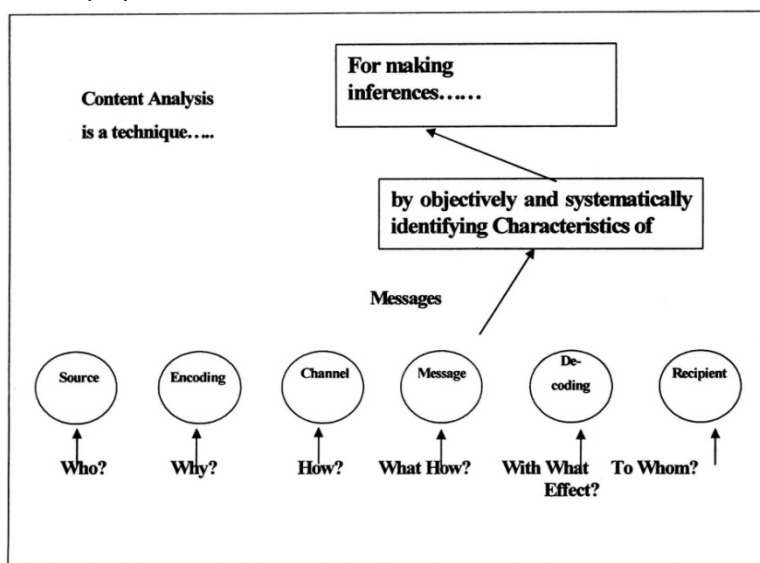 For making
inferences......
Content Analysis
is a technique.....
by objectively and systematically
identifying Characteristics of
Messages
Source
Encoding
Channel
Message
De-
coding
Recipient
Who?
Why?
How?
What How?
With What
Effect?
To Whom?